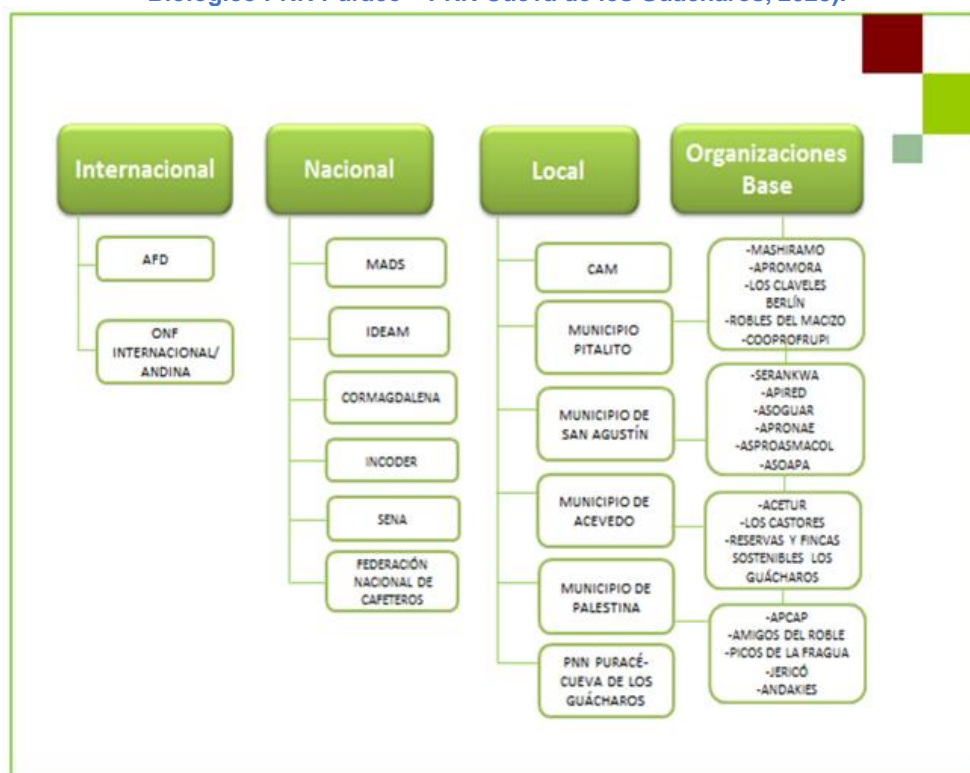 Internacional
AFD
ONF
INTERNACIONAL/
ANDINA
Nacional
MADS
IDEAM
CORMAGDALENA
INCODER
SENA
FEDERACIÓN
NACIONAL DE
CAFETEROS
Local
CAM
MUNICIPIO
PITALITO
MUNICIPIO DE
SAN AGUSTÍN
MUNICIPIO DE
ACEVEDO
MUNICIPIO DE
PALESTINA
PNN PURACÉ-
CUEVA DE LOS
GUÁCHAROS
Organizaciones
Base
-MASHIRAMO
-APROMORA
-LOS CLAVELES
BERLÍN
-ROBLES DEL MACIZO
-COOPROFRUPI
-SERANKWA
-APIRED
-ASOGUAR
-APRONAE
-ASPROASMACOL
-ASOAPA
-ACETUR
-LOS CASTORES
-RESERVAS Y FINCAS
SOSTENIBLES LOS
GUÁCHAROS
-APCAP
-AMIGOS DEL ROBLE
-PICOS DE LA FRAGUA
-JERICÓ
-ANDAKIES